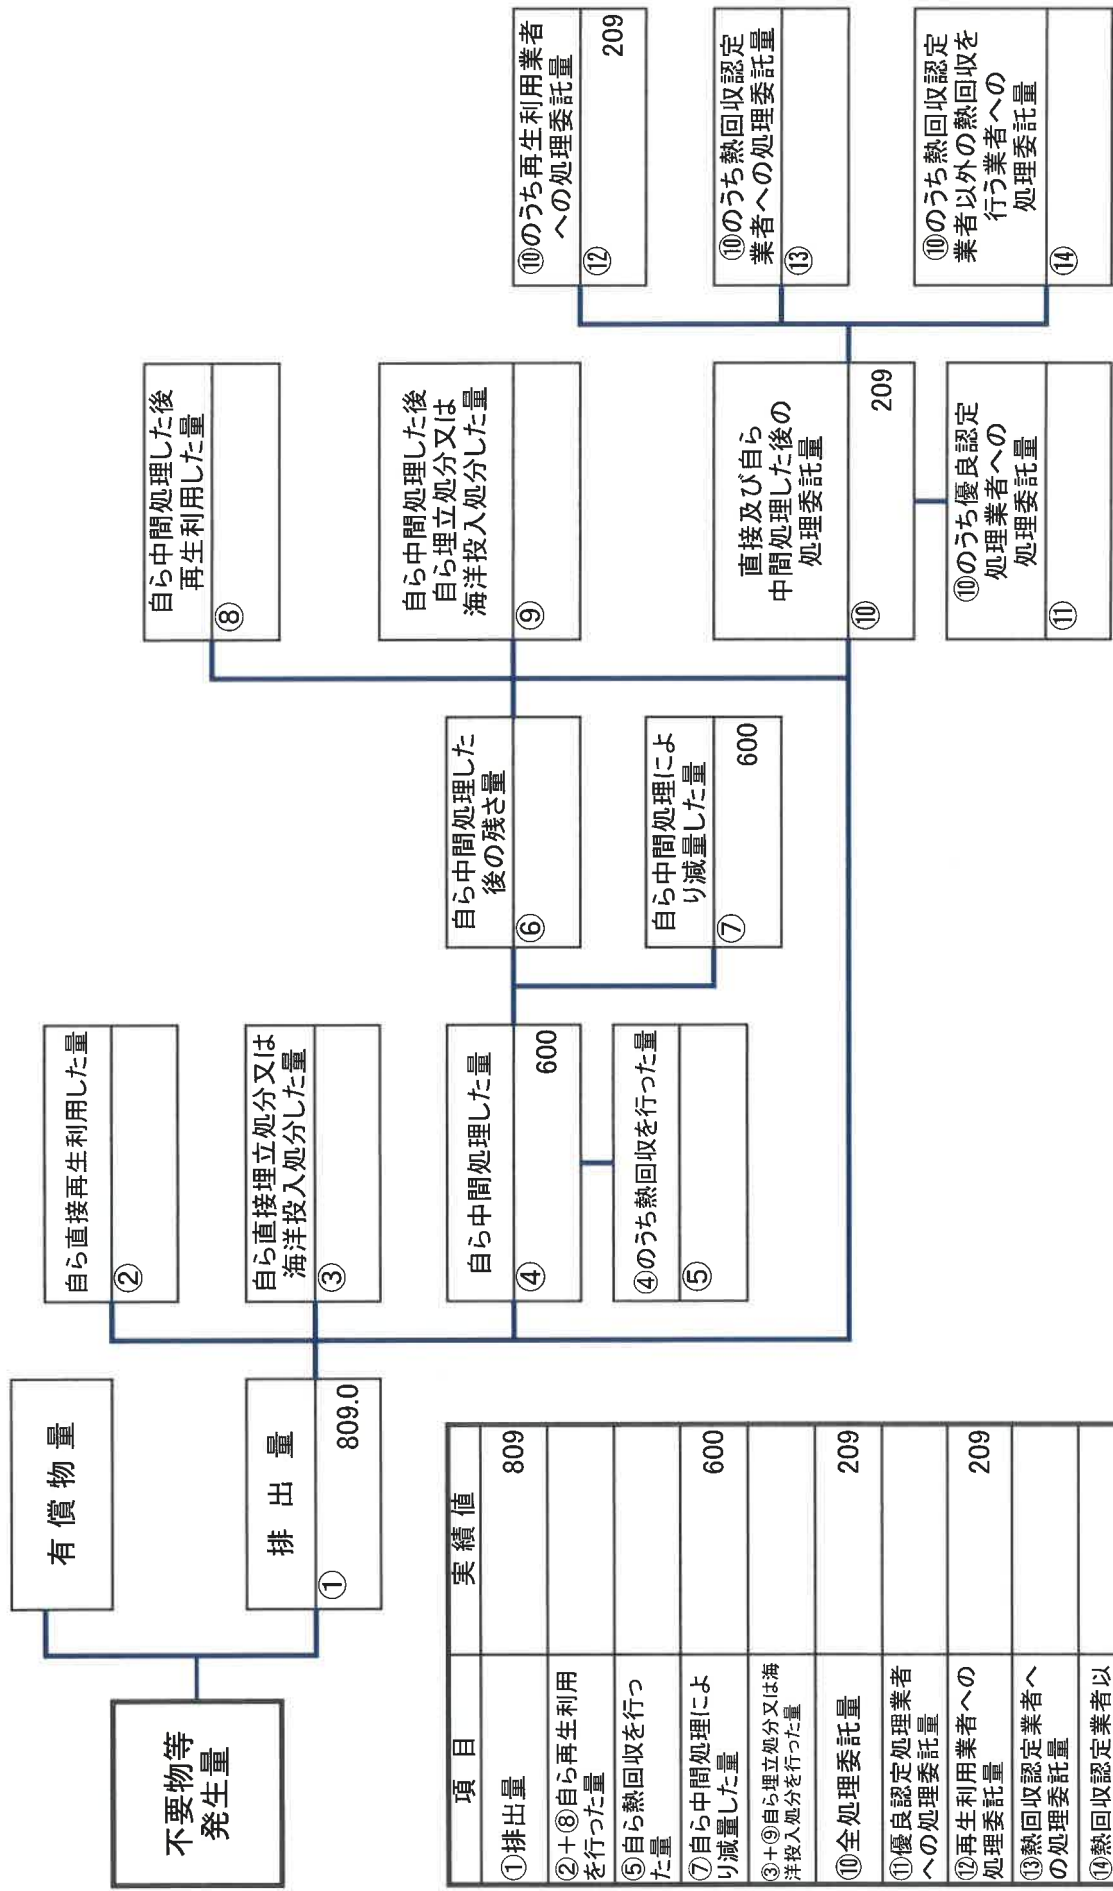 不要物等
発生量
有 償 物 量
排 出 量
① 809.0
自ら直接再生利用した量
②
自ら直接埋立処分又は
海洋投入処分した量
③
自ら中間処理した量
④ 600
④のうち熱回収を行った量
⑤
自ら中間処理した
後の残さ量
⑥
自ら中間処理によ
り減量した量
⑦ 600
自ら中間処理した後
再生利用した量
⑧
自ら中間処理した後
自ら埋立処分又は
海洋投入処分した量
⑨
直接及び自ら
中間処理した後の
処理委託量
⑩ 209
⑩のうち優良認定
処理業者への
処理委託量
⑪
⑩のうち再生利用業者
への処理委託量
⑫ 209
⑩のうち熱回収認定
業者への処理委託量
⑬
⑩のうち熱回収認定
業者以外の熱回収を
行う業者への
処理委託量
⑭
項 目 実 績 値
①排出量 809
②+⑧自ら再生利用
を行った量
⑤自ら熱回収を行っ
た量
⑦自ら中間処理によ
り減量した量 600
③+⑨自ら埋立処分又は海
洋投入処分を行った量
⑩全処理委託量 209
⑪優良認定処理業者
への処理委託量
⑫再生利用業者への
処理委託量 209
⑬熱回収認定業者へ
の処理委託量
⑭熱回収認定業者以